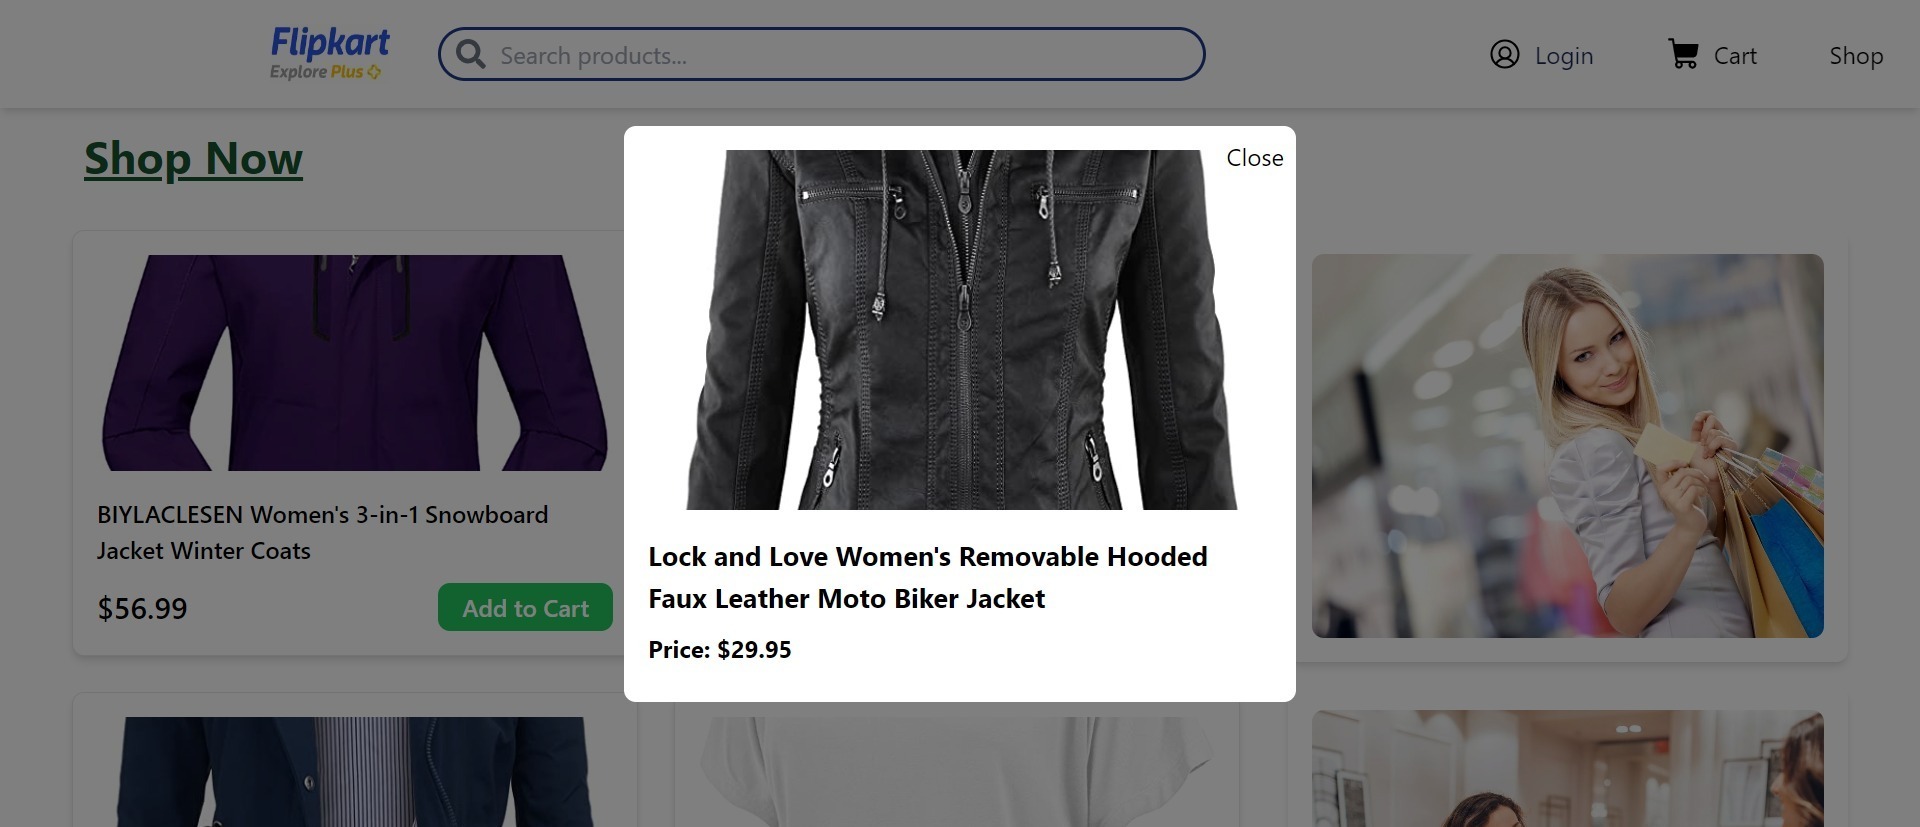 Flipkart
Explore Plus
Search products...
Login
Cart
Shop
Shop Now
Close
BIYLACLESEN Women's 3-in-1 Snowboard
Jacket Winter Coats
$56.99
Add to Cart
Lock and Love Women's Removable Hooded
Faux Leather Moto Biker Jacket
Price: $29.95